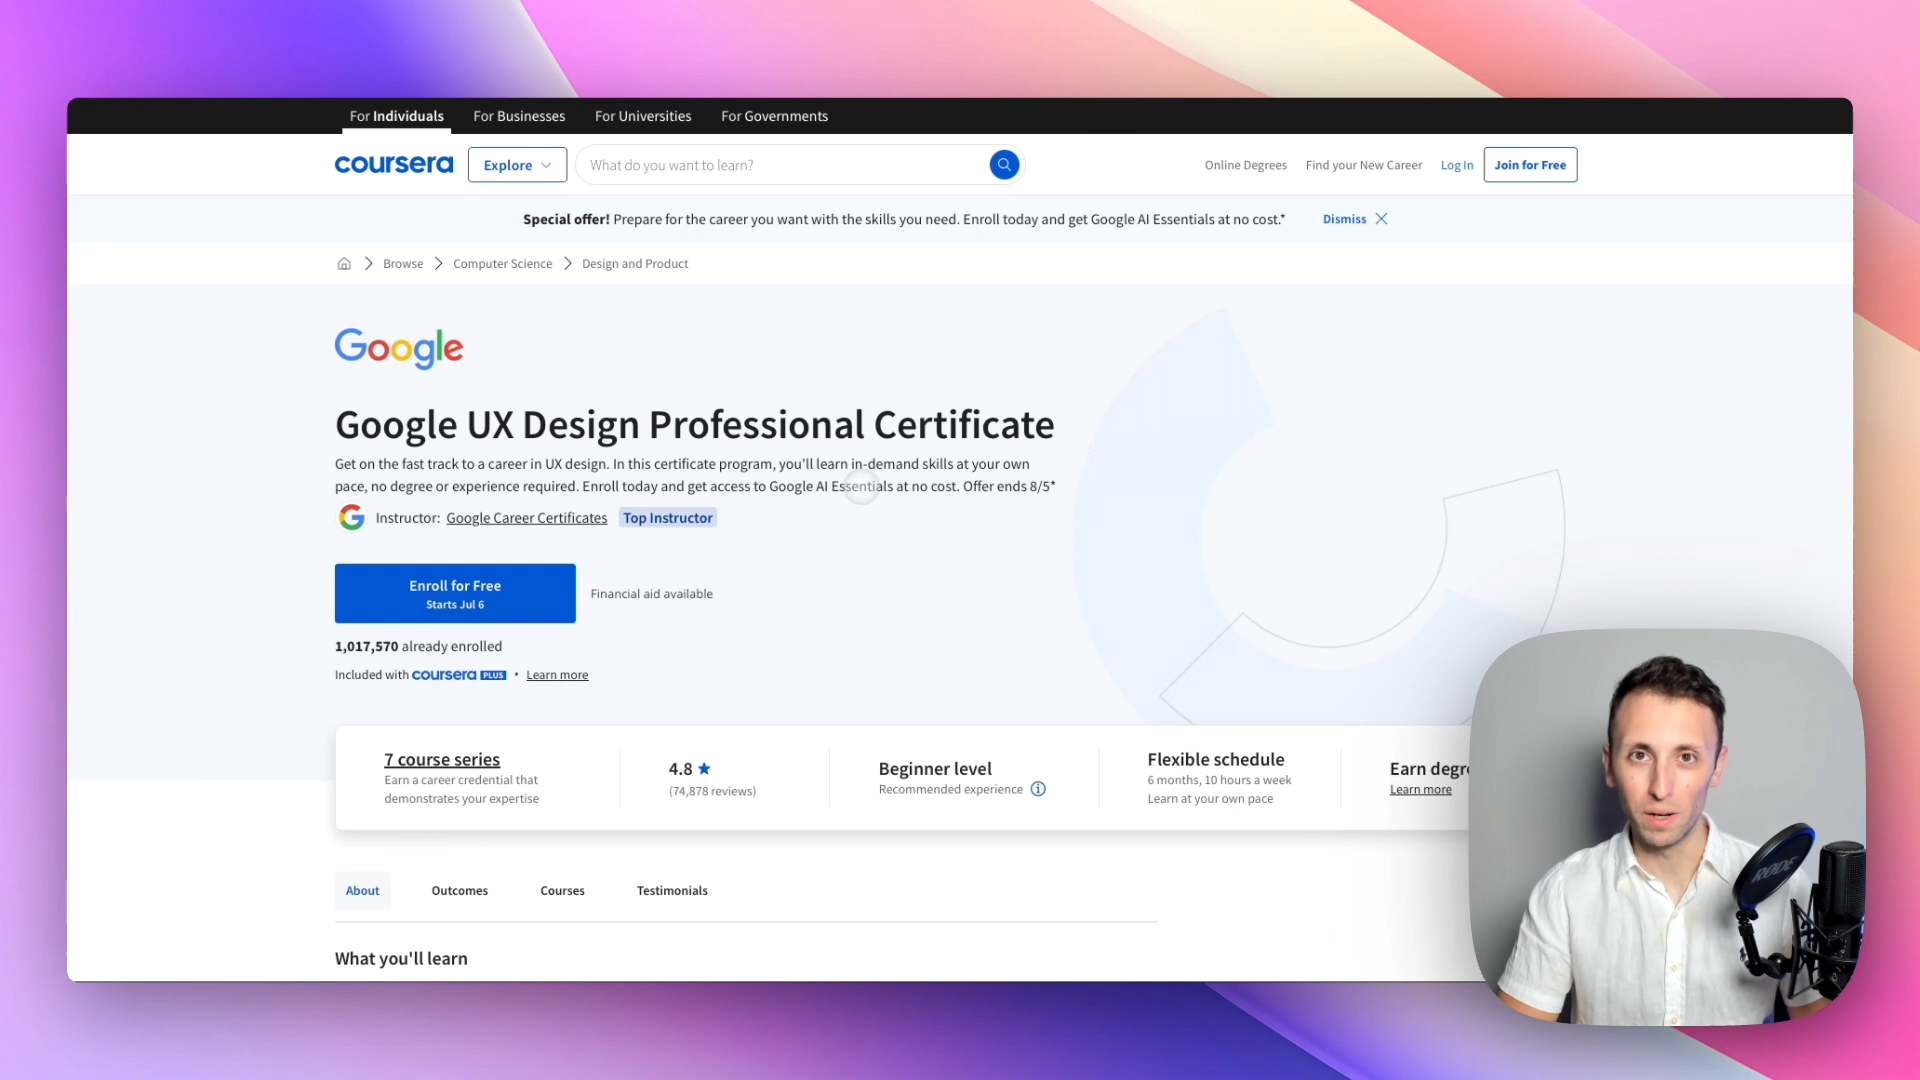 For Individuals For Businesses For Universities For Governments
coursera Explore What do you want to learn? Online Degrees Find your New Career Log In Join for Free
Special offer! Prepare for the career you want with the skills you need. Enroll today and get Google AI Essentials at no cost.* Dismiss
Browse Computer Science Design and Product
Google
Google UX Design Professional Certificate
Get on the fast track to a career in UX design. In this certificate program, you'll learn in-demand skills at your own
pace, no degree or experience required. Enroll today and get access to Google AI Essentials at no cost. Offer ends 8/5*
G Instructor: Google Career Certificates Top Instructor
Enroll for Free
Starts Jul 6
Financial aid available
1,017,570 already enrolled
Included with coursera PLUS • Learn more
7 course series
Earn a career credential that
demonstrates your expertise
4.8
(74,878 reviews)
Beginner level
Recommended experience
Flexible schedule
6 months, 10 hours a week
Learn at your own pace
Earn degr
Learn more
About Outcomes Courses Testimonials
What you'll learn
RØDE